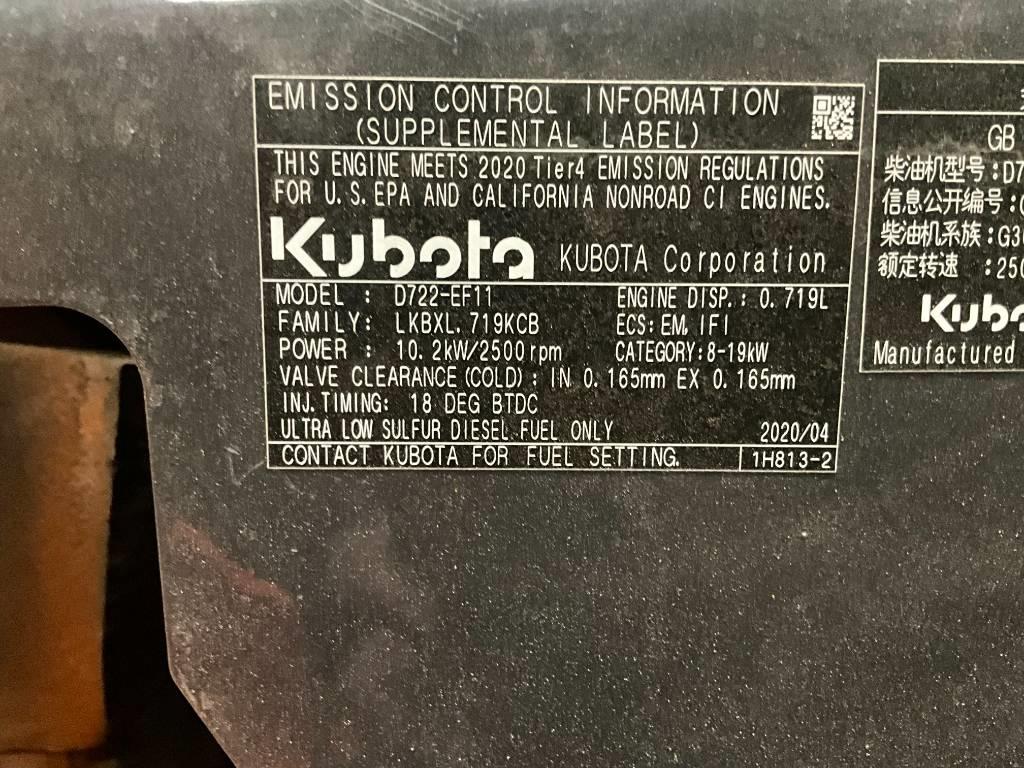 EMISSION CONTROL INFORMATION
(SUPPLEMENTAL LABEL)
THIS ENGINE MEETS 2020 Tier4 EMISSION REGULATIONS
FOR U.S. EPA AND CALIFORNIA NONROAD CI ENGINES.
Kubota KUBOTA Corporation
MODEL : D722-EF11 ENGINE DISP.: 0.719L
FAMILY: LKBXL.719KCB ECS: EM, IFI
POWER : 10.2kW/2500rpm CATEGORY:8-19kW
VALVE CLEARANCE(COLD): IN 0.165mm EX 0.165mm
INJ.TIMING: 18 DEG BTDC
ULTRA LOW SULFUR DIESEL FUEL ONLY 2020/04
CONTACT KUBOTA FOR FUEL SETTING. 1H813-2
GB
柴油机型号:D7
信息公开编号:
柴油机系族:G3
额定转速 :250
Kubo
Manufactured